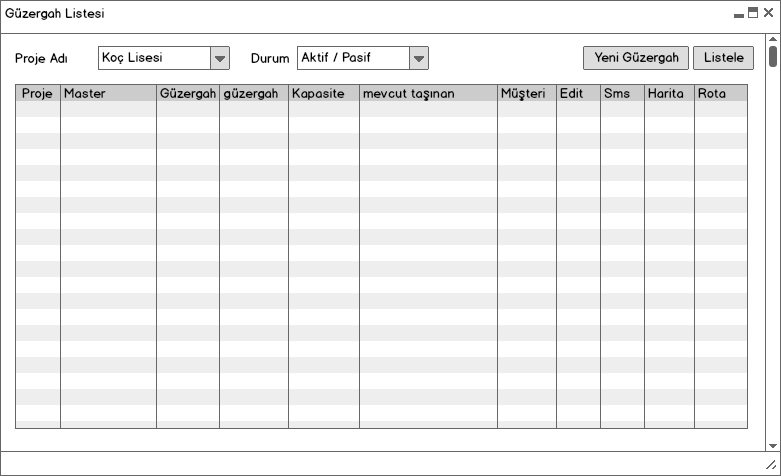 Güzergah Listesi
Proje Adı Koç Lisesi Durum Aktif / Pasif Yeni Güzergah Listele
Proje Master Güzergah güzergah Kapasite mevcut taşınan Müşteri Edit Sms Harita Rota